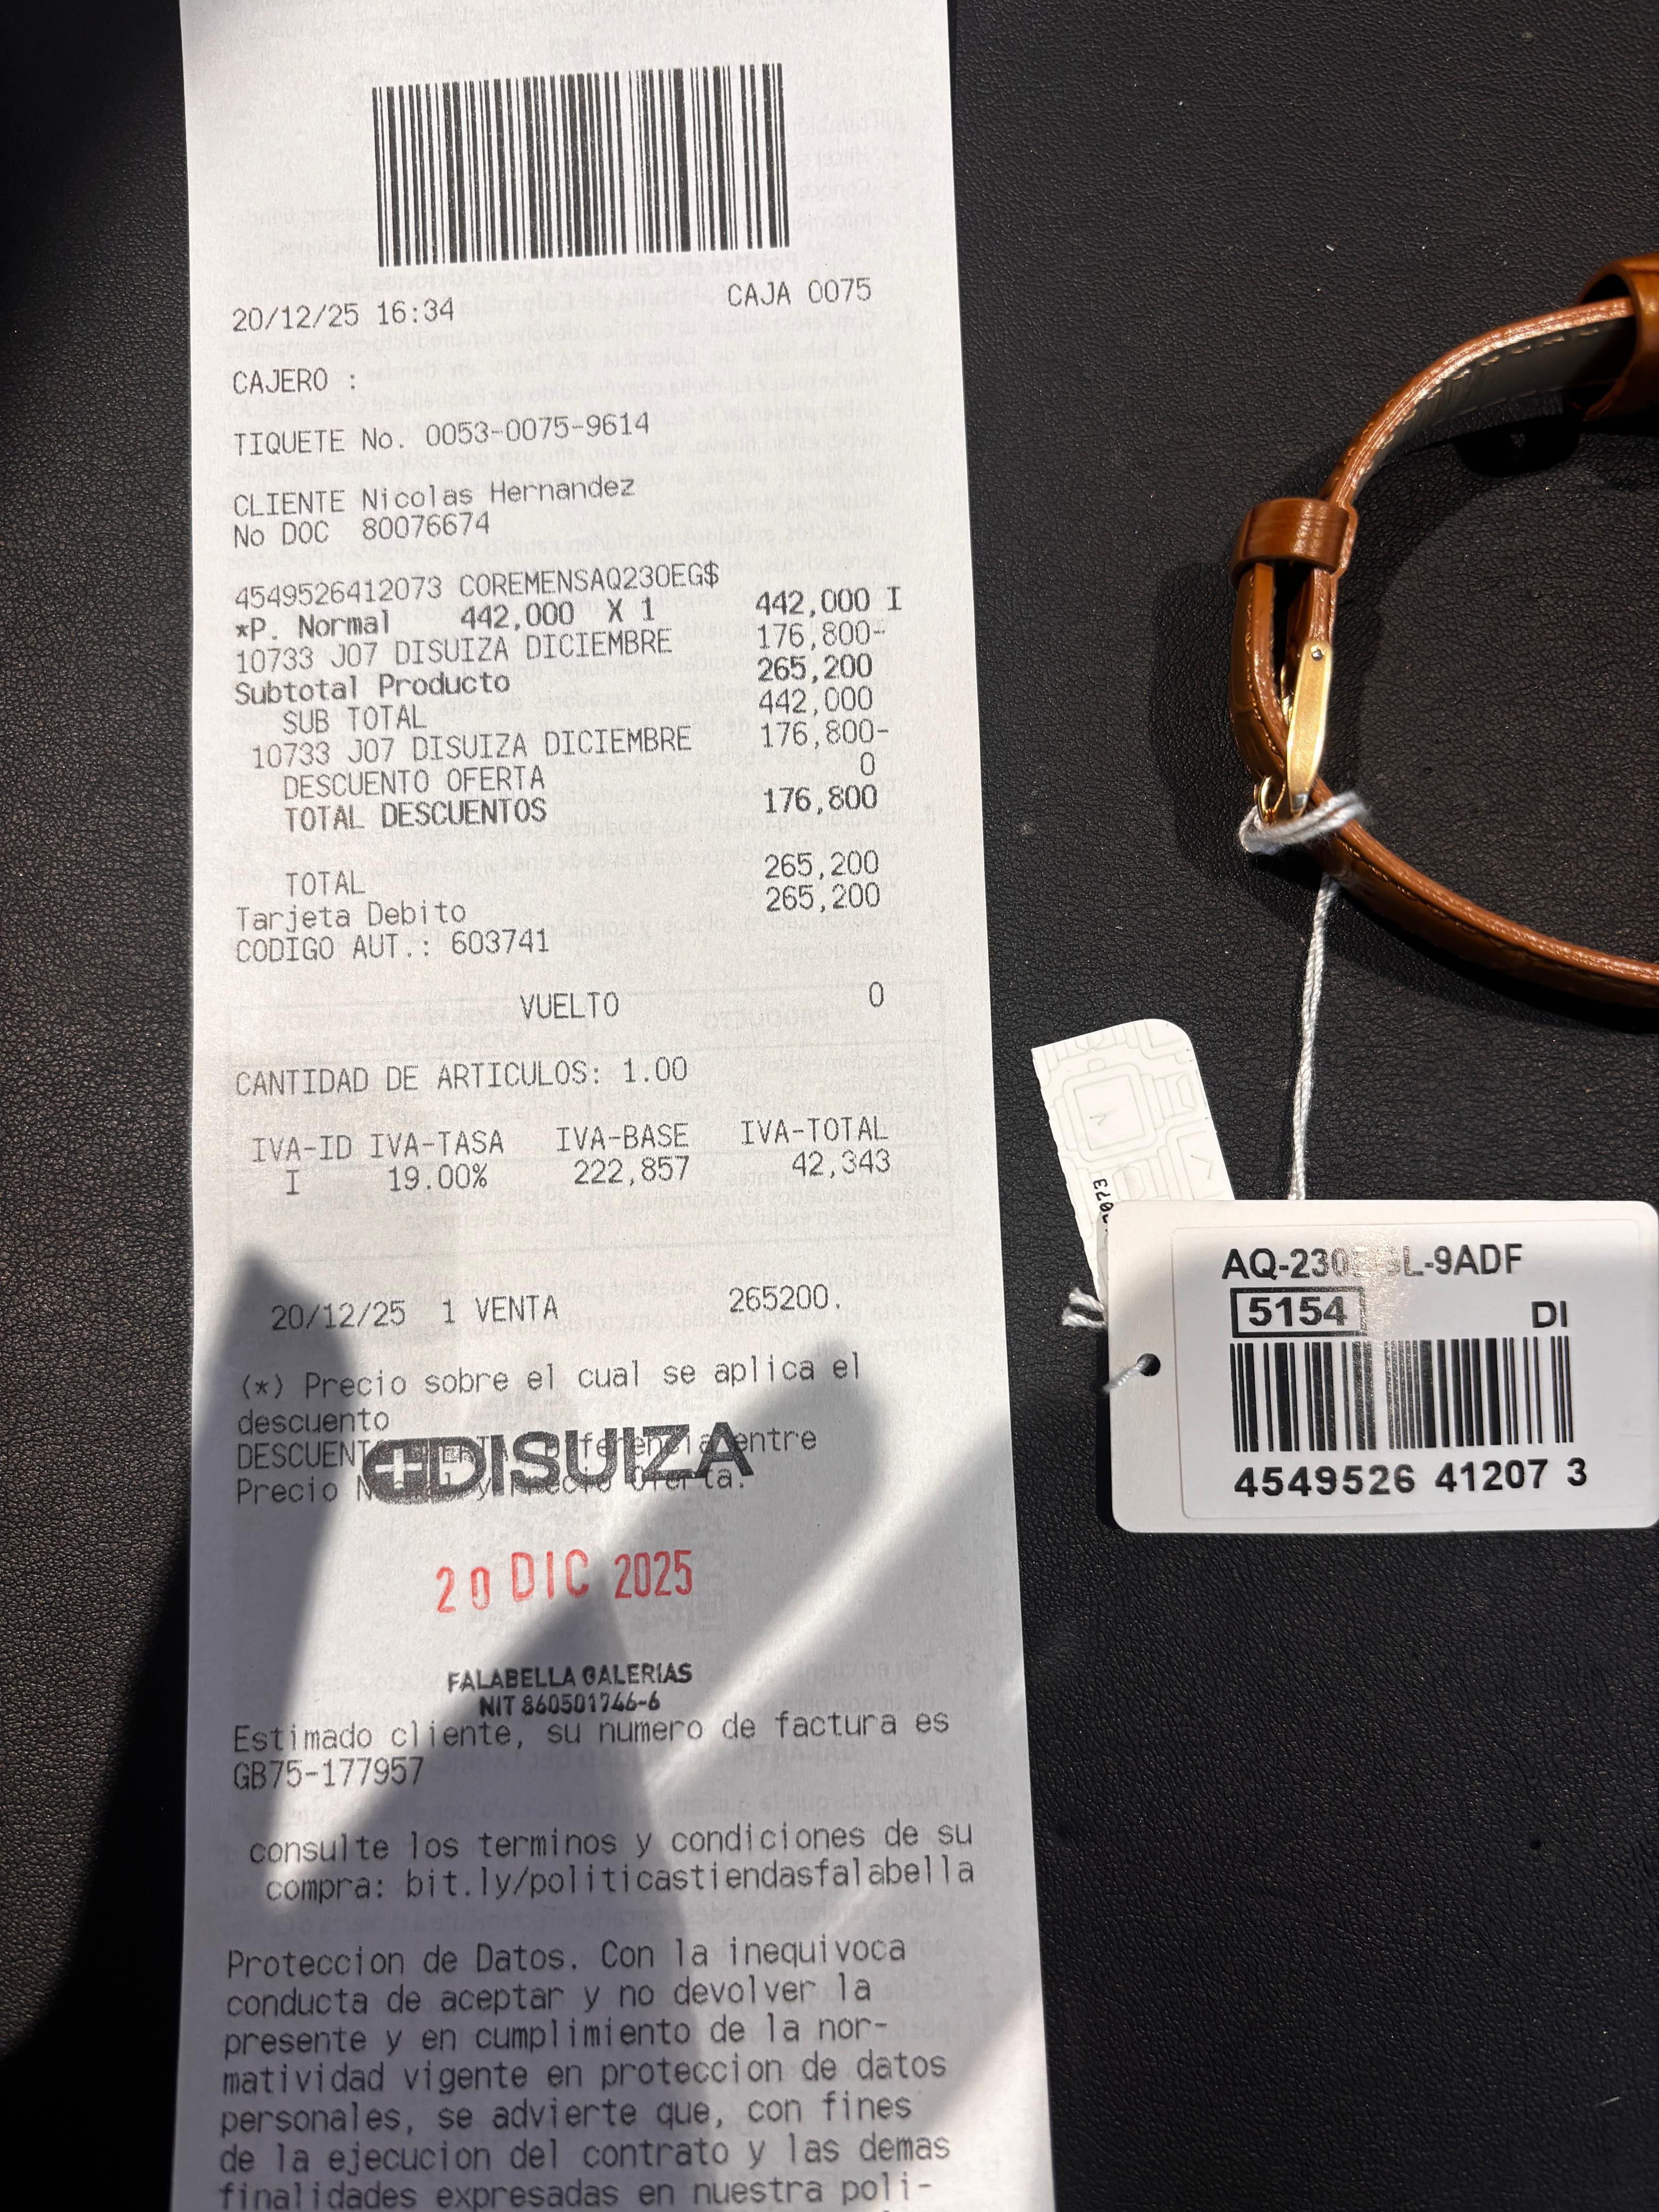 20/12/25 16:34 CAJA 0075
CAJERO :
TIQUETE No. 0053-0075-9614
CLIENTE Nicolas Hernandez
No DOC 80076674
4549526412073 COREMENSAQ230EG$
*P. Normal 442,000 X 1 442,000 I
10733 J07 DISUIZA DICIEMBRE 176,800-
Subtotal Producto 265,200
SUB TOTAL 442,000
10733 J07 DISUIZA DICIEMBRE 176,800-
DESCUENTO OFERTA 0
TOTAL DESCUENTOS 176,800
TOTAL 265,200
Tarjeta Debito 265,200
CODIGO AUT.: 603741
VUELTO 0
CANTIDAD DE ARTICULOS: 1.00
IVA-ID IVA-TASA IVA-BASE IVA-TOTAL
I 19.00% 222,857 42,343
20/12/25 1 VENTA 265200.
(*) Precio sobre el cual se aplica el
descuento
entre
Precio
DISUIZA
20 DIC 2025
FALABELLA GALERIAS
NIT 860501746-6
Estimado cliente, su numero de factura es
GB75-177957
consulte los terminos y condiciones de su
compra: bit.ly/politicastiendasfalabella
Proteccion de Datos. Con la inequivoca
conducta de aceptar y no devolver la
presente y en cumplimiento de la nor-
matividad vigente en proteccion de datos
personales, se advierte que, con fines
de la ejecucion del contrato y las demas
finalidades expresadas en nuestra poli-
5154 DI
4549526 41207 3